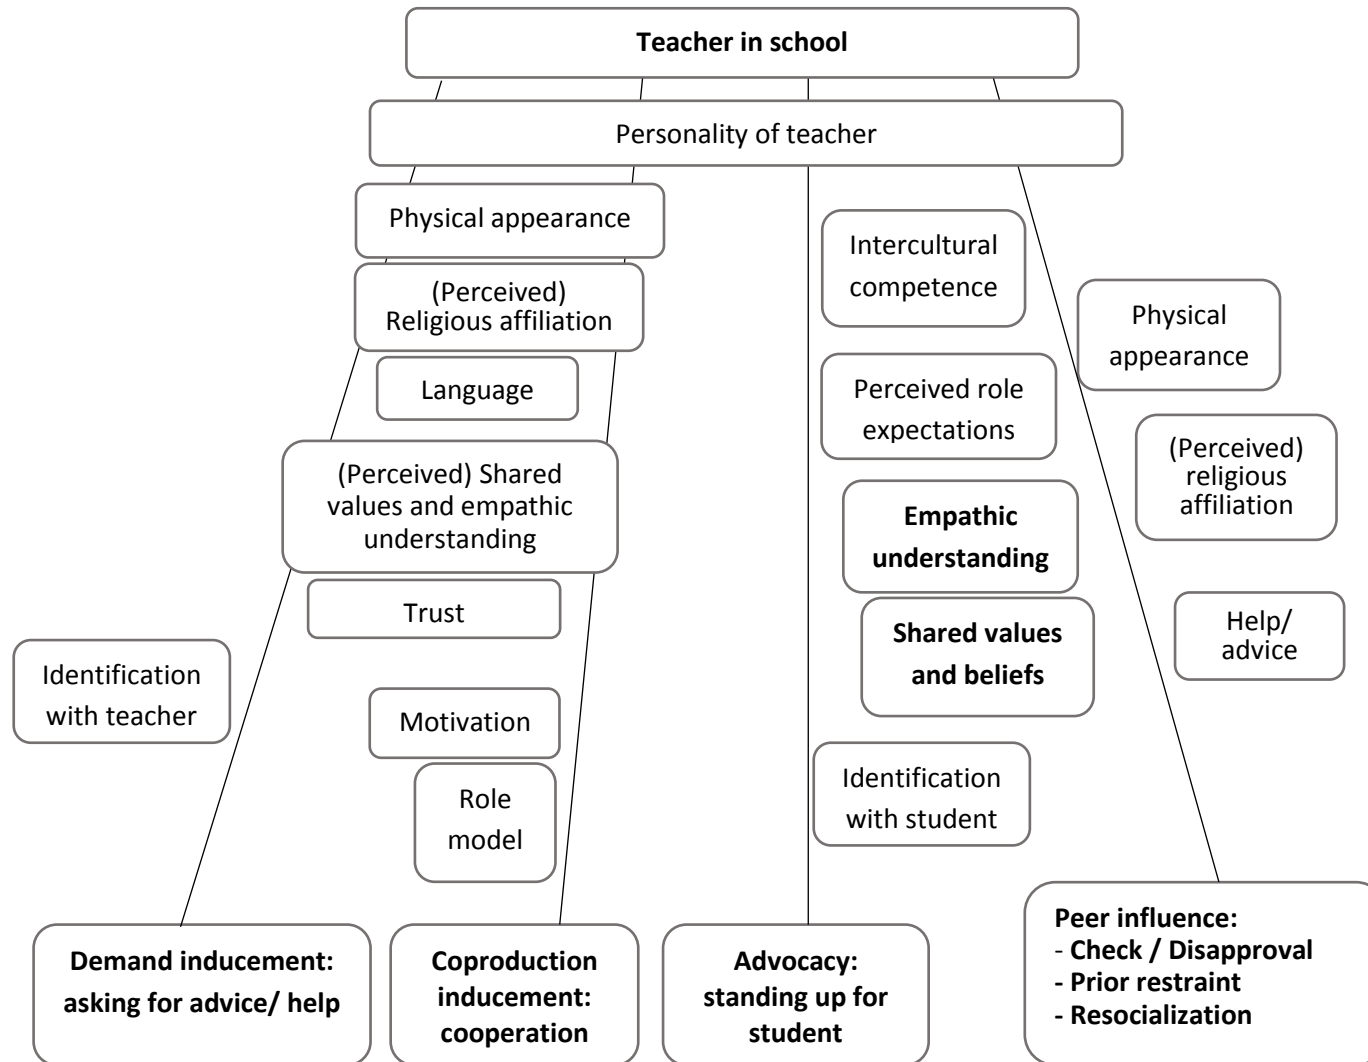 Teacher in school
Personality of teacher
Physical appearance
(Perceived)
Religious affiliation
Language
(Perceived) Shared
values and empathic
understanding
Trust
Identification
with teacher
Motivation
Role
model
Intercultural
competence
Perceived role
expectations
Empathic
understanding
Shared values
and beliefs
Identification
with student
Physical
appearance
(Perceived)
religious
affiliation
Help/
advice
Demand inducement:
asking for advice/ help
Coproduction
inducement:
cooperation
Advocacy:
standing up for
student
Peer influence:
- Check / Disapproval
- Prior restraint
- Resocialization